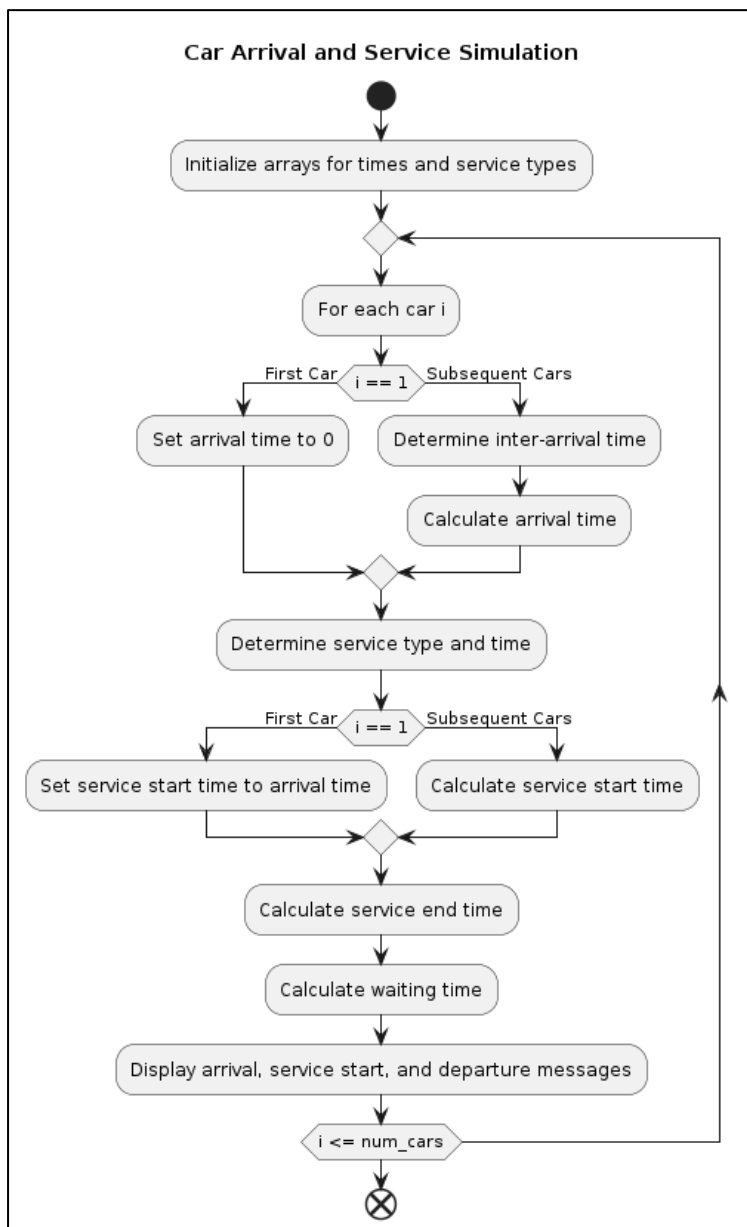 Car Arrival and Service Simulation
Initialize arrays for times and service types
For each car i
First Car
i == 1
Subsequent Cars
Set arrival time to 0
Determine inter-arrival time
Calculate arrival time
Determine service type and time
First Car
i == 1
Subsequent Cars
Set service start time to arrival time
Calculate service start time
Calculate service end time
Calculate waiting time
Display arrival, service start, and departure messages
i <= num_cars